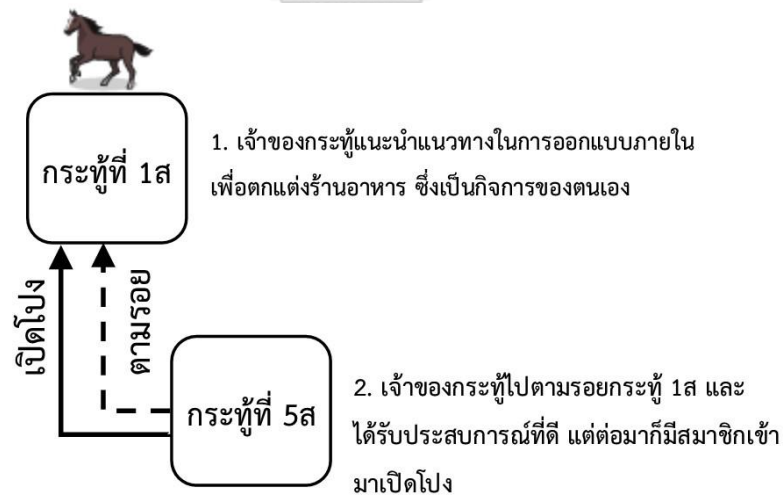 กระทู้ที่ 1ส
1. เจ้าของกระทู้แนะนำแนวทางในการออกแบบภายใน
เพื่อตกแต่งร้านอาหาร ซึ่งเป็นกิจการของตนเอง
เปิดโปง
ตามรอย
กระทู้ที่ 5ส
2. เจ้าของกระทู้ไปตามรอยกระทู้ 1ส และ
ได้รับประสบการณ์ที่ดี แต่ต่อมาก็มีสมาชิกเข้า
มาเปิดโปง